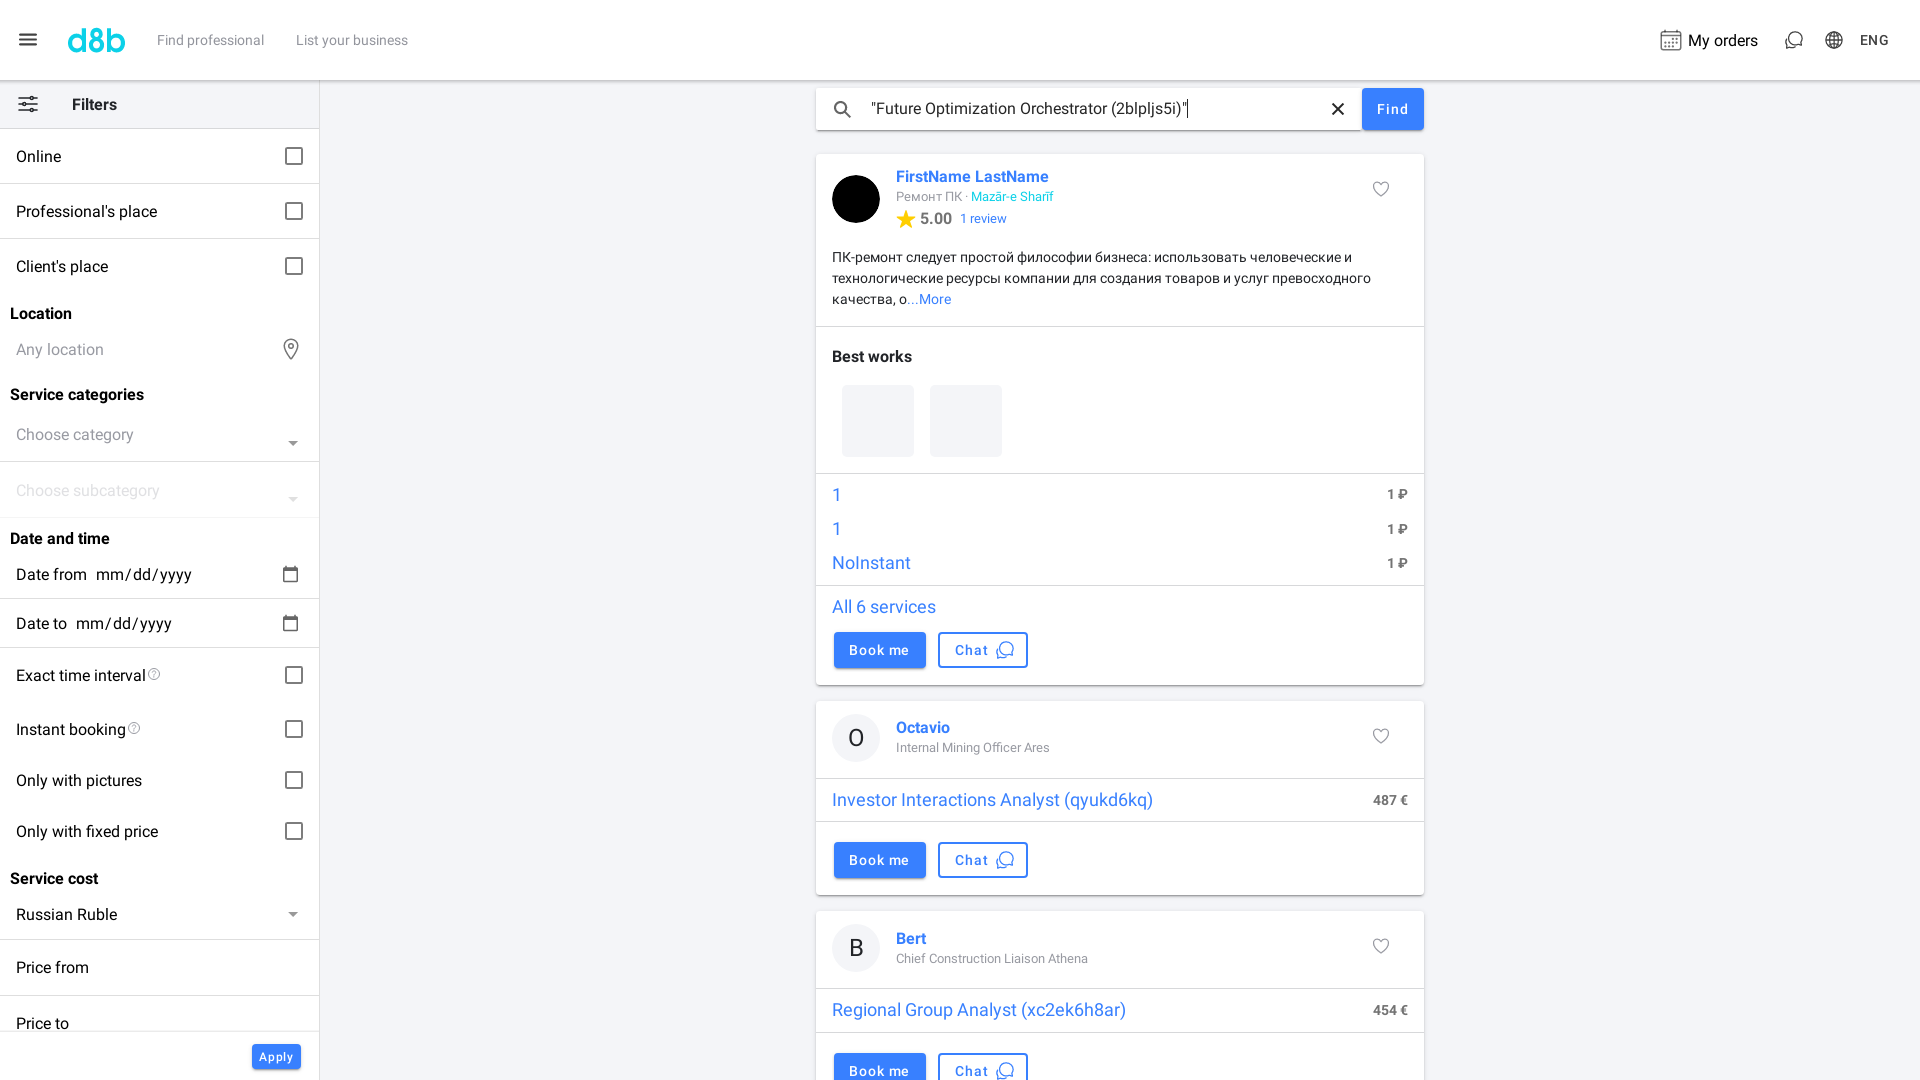 d8b
Find professional
List your business
My orders
ENG
Filters
Online
Professional's place
Client's place
Location
Any location
Service categories
Choose category
Choose subcategory
Date and time
Date from mm/dd/yyyy
Date to mm/dd/yyyy
Exact time interval
Instant booking
Only with pictures
Only with fixed price
Service cost
Russian Ruble
Price from
Price to
Apply
"Future Optimization Orchestrator (2blpljs5i)"
Find
FirstName LastName
Ремонт ПК · Mazār-e Sharīf
5.00 1 review
ПК-ремонт следует простой философии бизнеса: использовать человеческие и
технологические ресурсы компании для создания товаров и услуг превосходного
качества, о...More
Best works
1 1 ₽
1 1 ₽
NoInstant 1 ₽
All 6 services
Book me Chat
O
Octavio
Internal Mining Officer Ares
Investor Interactions Analyst (qyukd6kq) 487 €
Book me Chat
B
Bert
Chief Construction Liaison Athena
Regional Group Analyst (xc2ek6h8ar) 454 €
Book me Chat